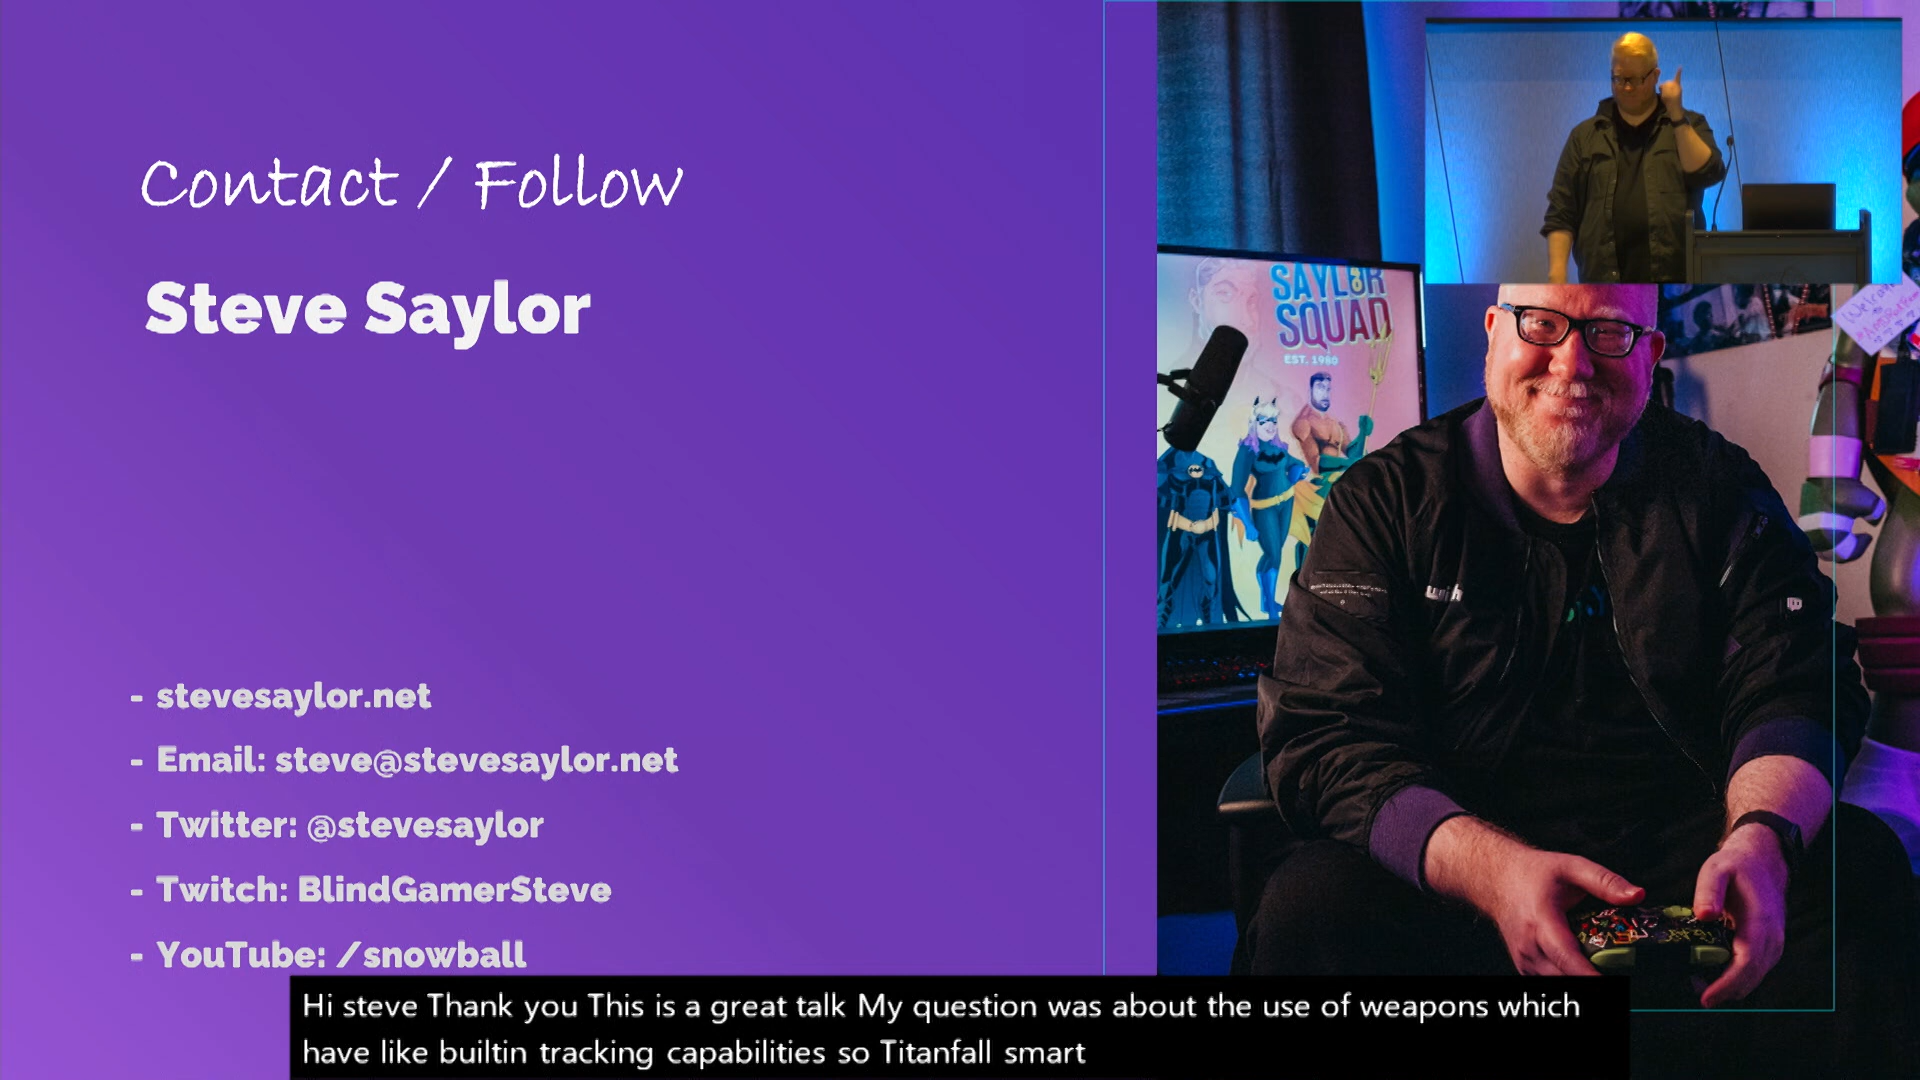 Contact / Follow
Steve Saylor
- stevesaylor.net
- Email: steve@stevesaylor.net
- Twitter: @stevesaylor
- Twitch: BlindGamerSteve
- YouTube: /snowball
SAYLOR
SQUAD
EST. 1980
with
Hi steve Thank you This is a great talk My question was about the use of weapons which
have like builtin tracking capabilities so Titanfall smart